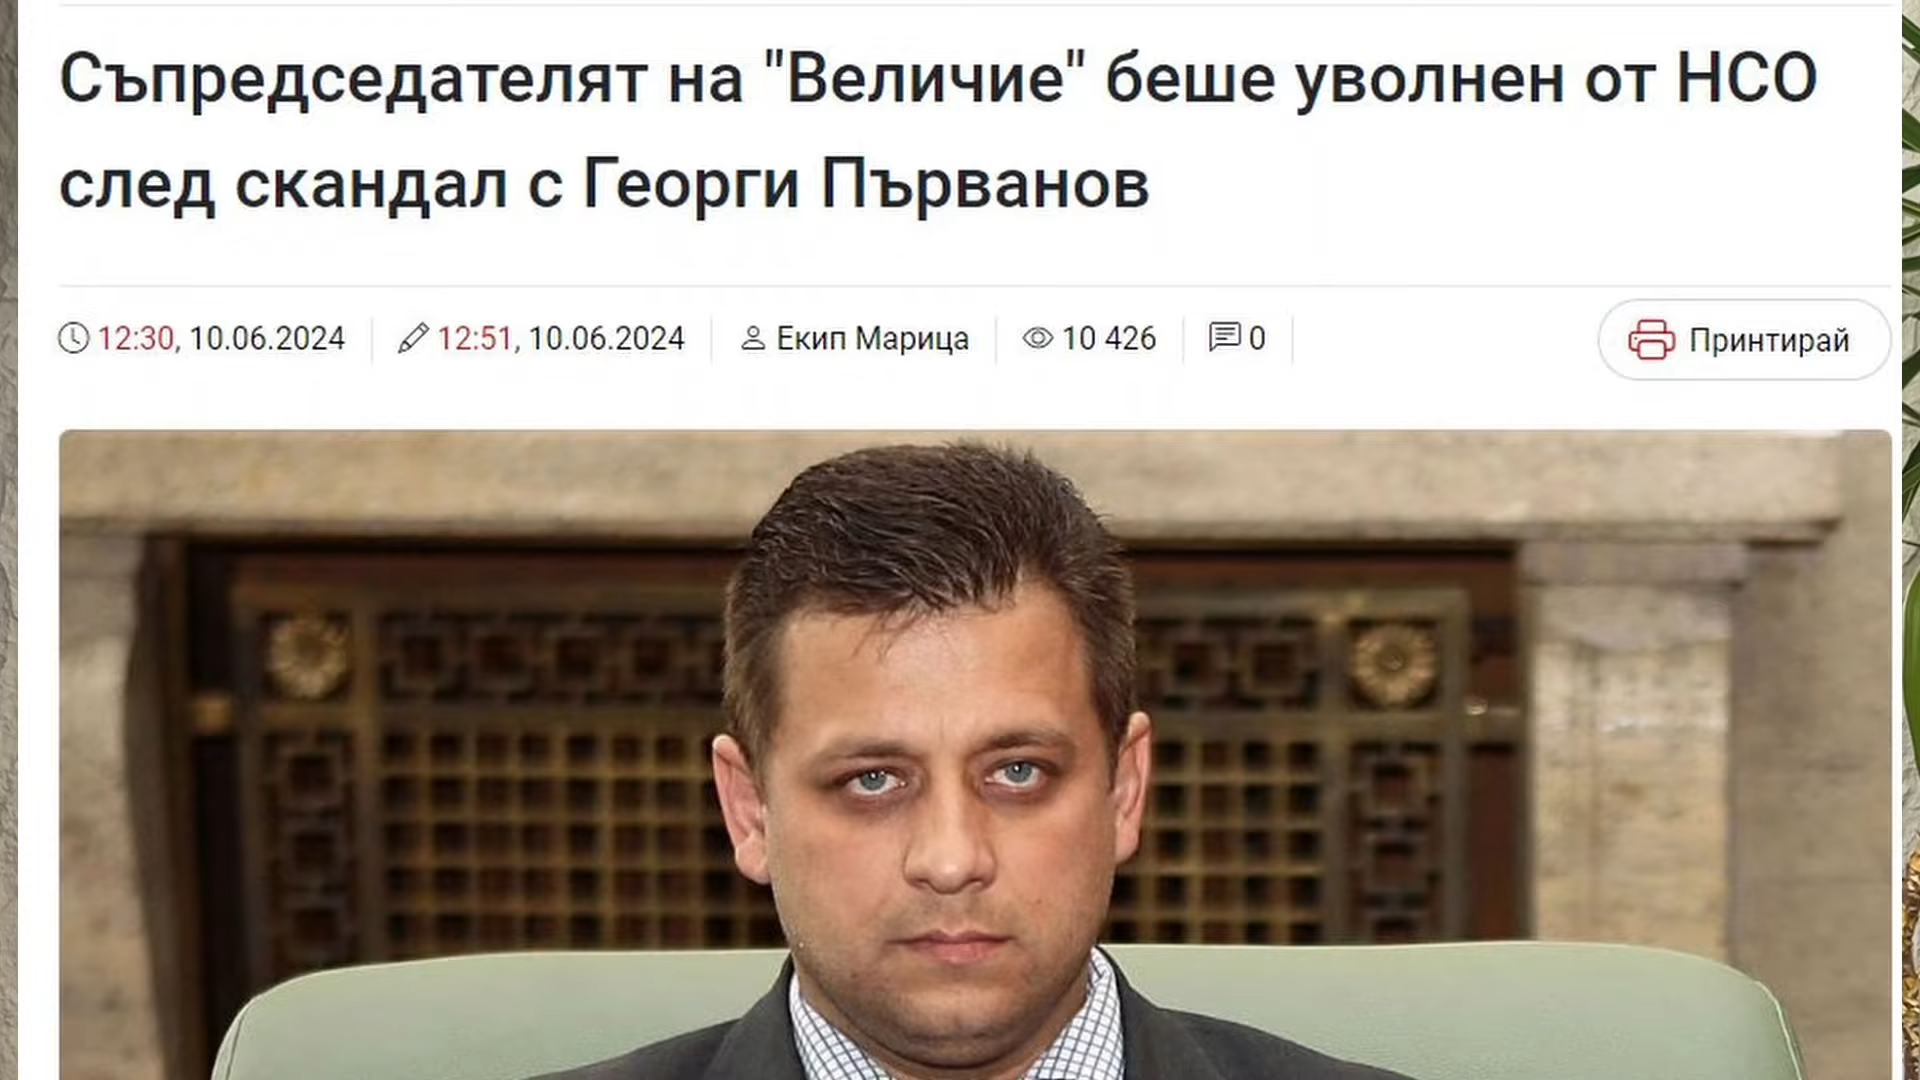 Съпредседателят на "Величие" беше уволнен от НСО
след скандал с Георги Първанов
12:30, 10.06.2024 12:51, 10.06.2024 Екип Марица 10 426 0 Принтирай